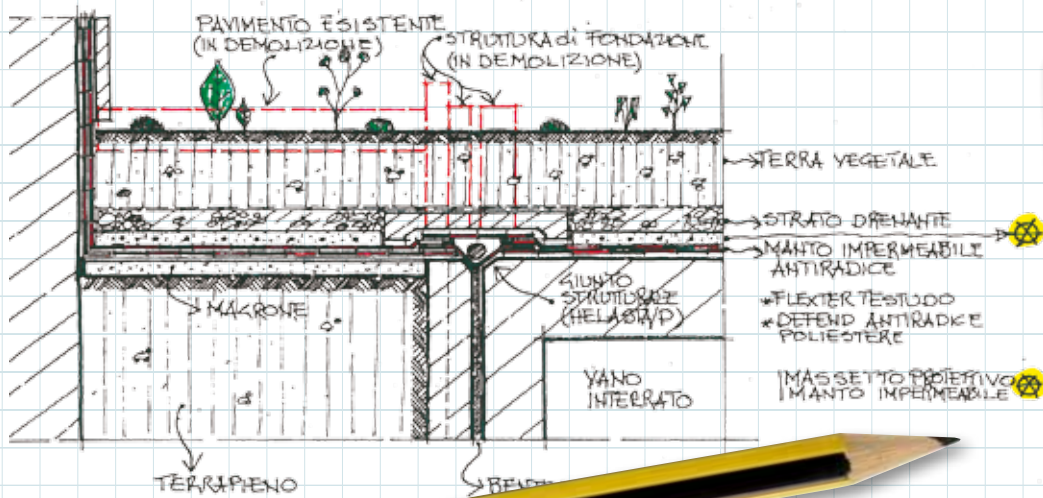 PAVIMENTO ESISTENTE
(IN DEMOLIZIONE)
STRUTTURA di FONDAZIONE
(IN DEMOLIZIONE)
TERRA VEGETALE
STRATO DRENANTE
MANTO IMPERMEABILE
ANTIRADICE
*FLEXTER TESTUDO
*DEFEND ANTIRADICE
POLIESTERE
MASSETTO PROTETTIVO
MANTO IMPERMEABILE
GIUNTO
STRUTTURALE
(HELASTA/P)
MAGRONE
VANO
INTERRATO
TERRAPIENO